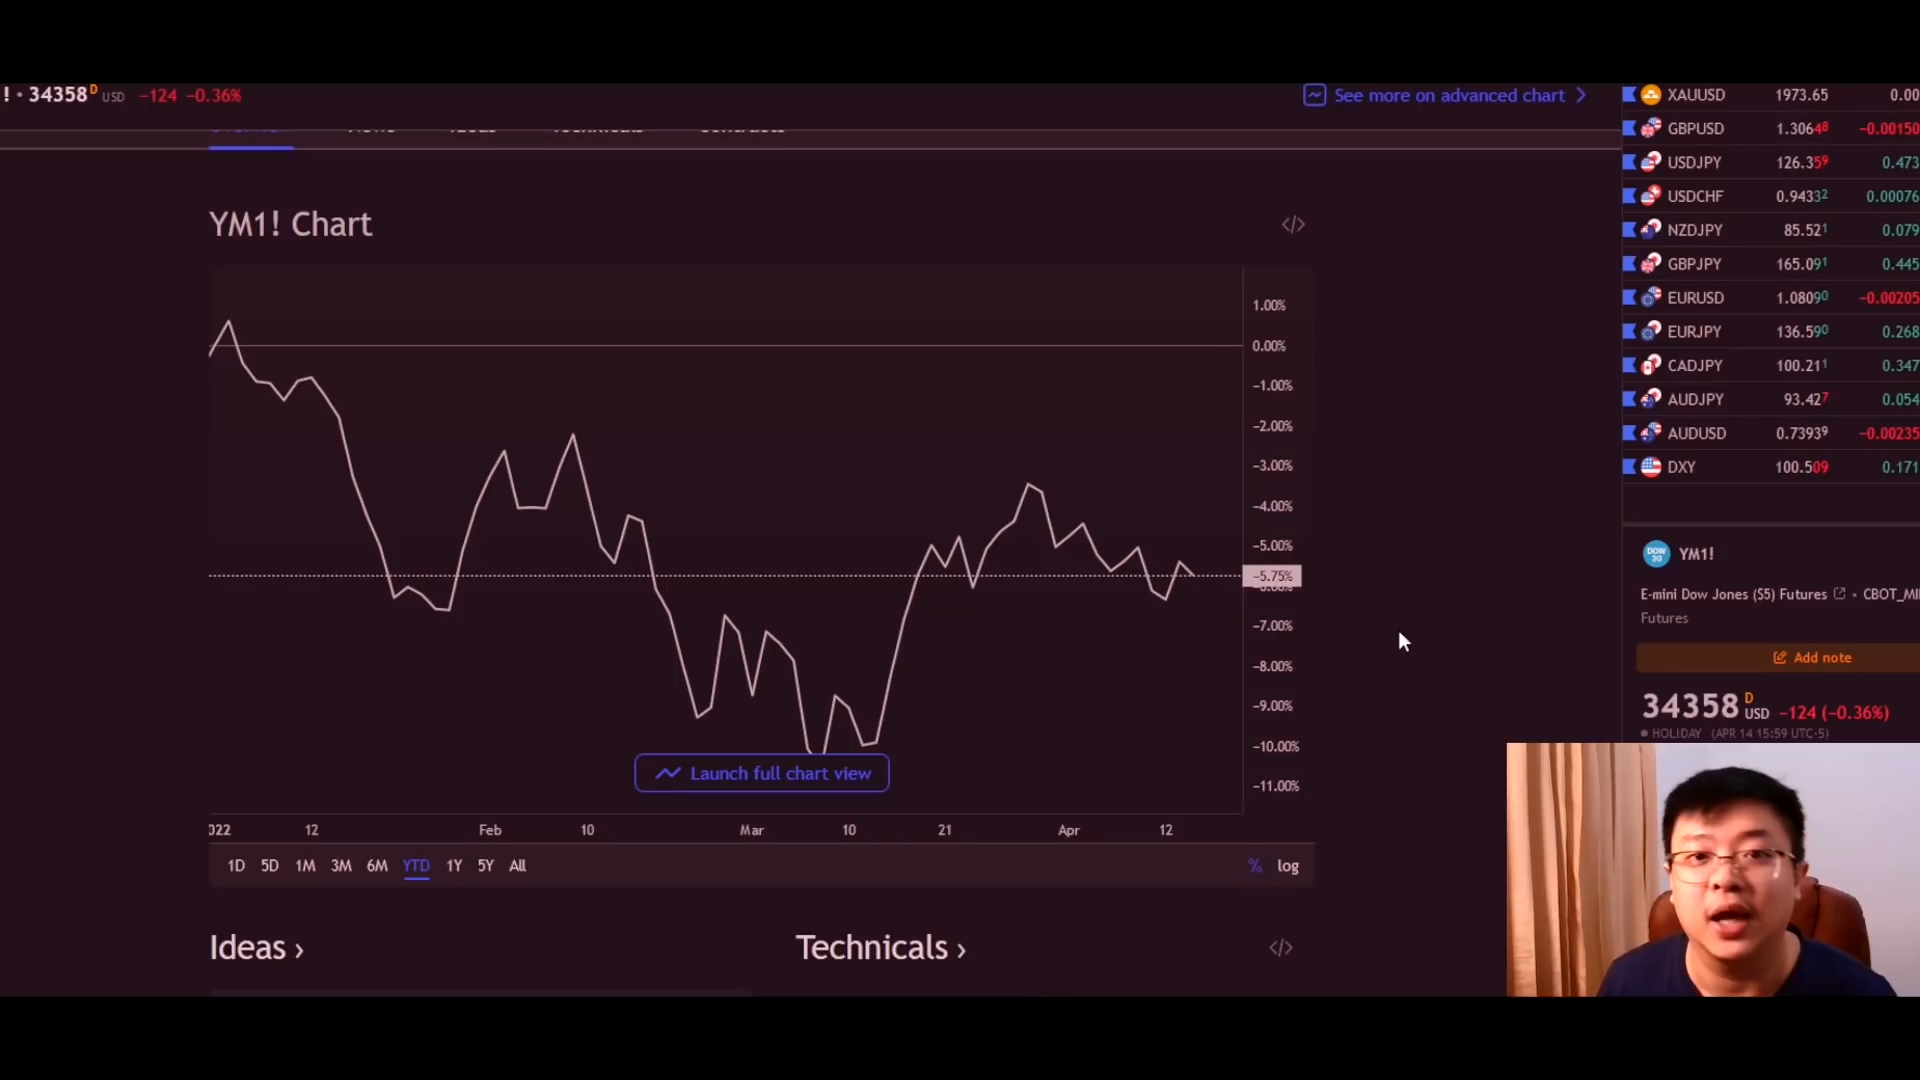 ! • 34358 D USD −124 −0.36%
See more on advanced chart
YM1! Chart
1.00%
0.00%
−1.00%
−2.00%
−3.00%
−4.00%
−5.00%
−5.75%
−7.00%
−8.00%
−9.00%
−10.00%
−11.00%
Launch full chart view
022 12 Feb 10 Mar 10 21 Apr 12
1D 5D 1M 3M 6M YTD 1Y 5Y All
% log
Ideas ›
Technicals ›
XAUUSD 1973.65 0.00
GBPUSD 1.30648 −0.00150
USDJPY 126.359 0.473
USDCHF 0.94332 0.00076
NZDJPY 85.521 0.079
GBPJPY 165.091 0.445
EURUSD 1.08090 −0.00205
EURJPY 136.590 0.268
CADJPY 100.211 0.347
AUDJPY 93.427 0.054
AUDUSD 0.73939 −0.00235
DXY 100.509 0.171
DOW 30 YM1!
E-mini Dow Jones ($5) Futures • CBOT_MI
Futures
Add note
34358 D USD −124 (−0.36%)
HOLIDAY (APR 14 15:59 UTC-5)